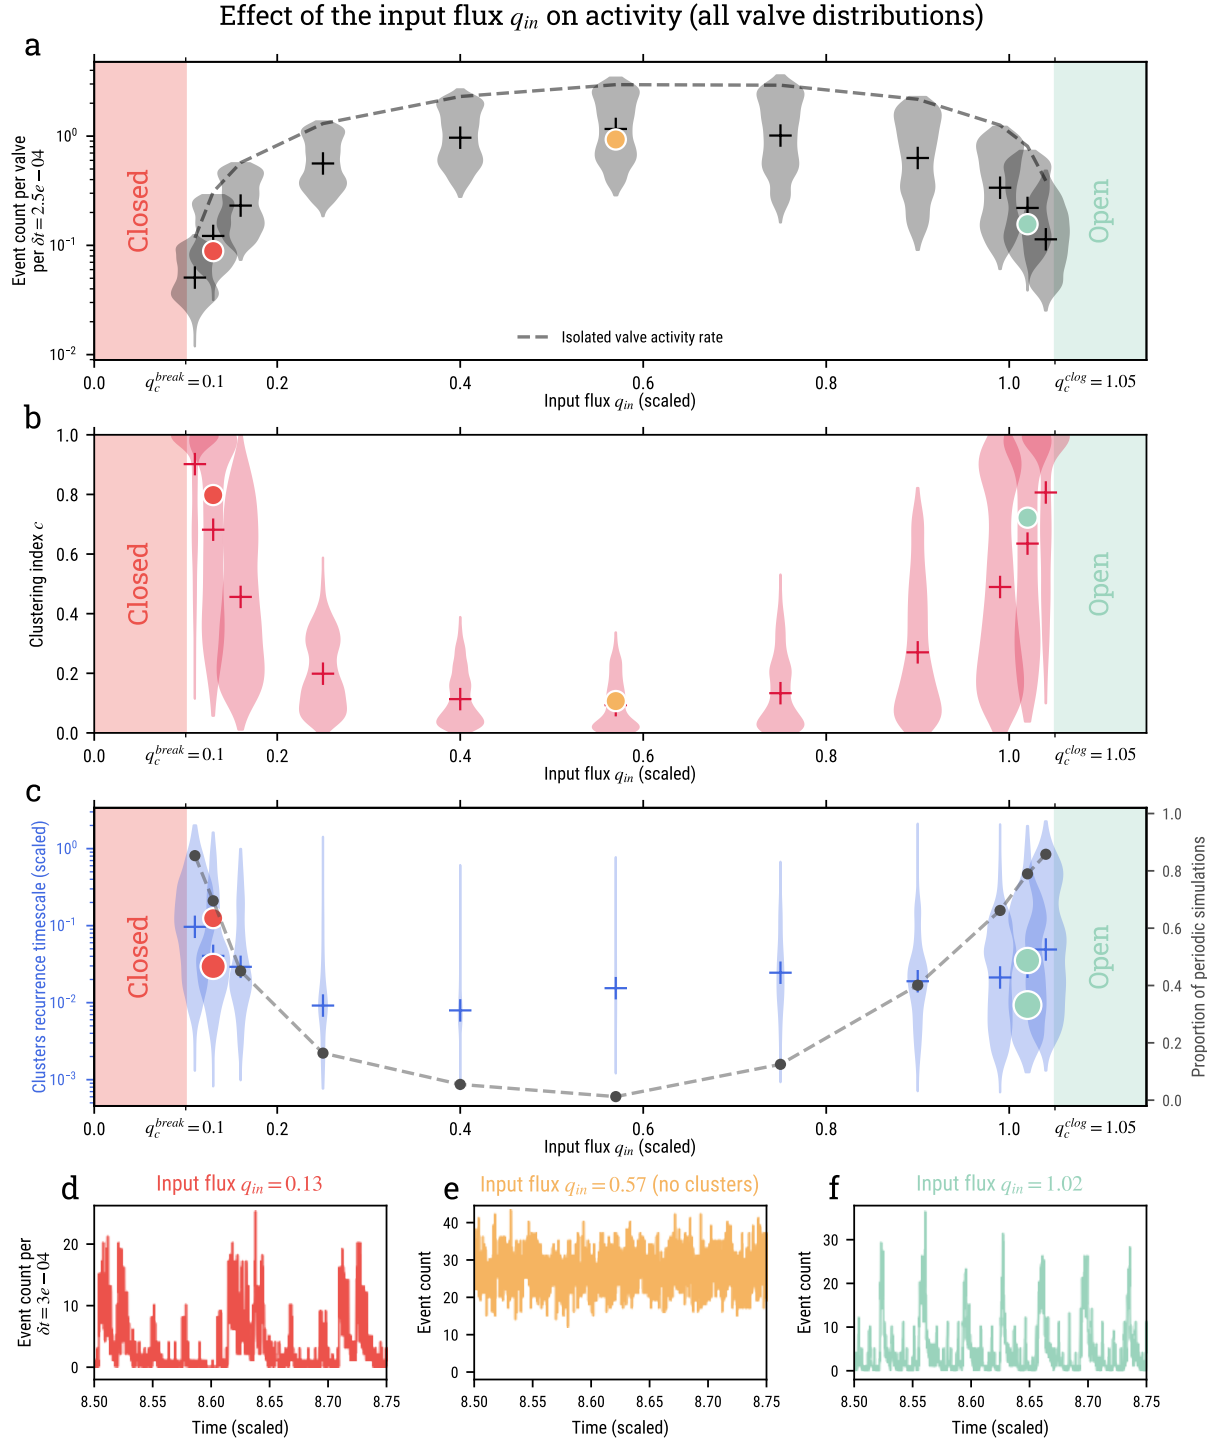 Effect of the input flux q_in on activity (all valve distributions)
a
Event count per valve
per δt = 2.5e − 04
10^0
10^−1
10^−2
Closed
Open
Isolated valve activity rate
0.0
q_c^break = 0.1
0.2
0.4
0.6
0.8
1.0
q_c^clog = 1.05
Input flux q_in (scaled)
b
Clustering index c
1.0
0.8
0.6
0.4
0.2
0.0
Closed
Open
0.0
q_c^break = 0.1
0.2
0.4
0.6
0.8
1.0
q_c^clog = 1.05
Input flux q_in (scaled)
c
Clusters recurrence timescale (scaled)
10^0
10^−1
10^−2
10^−3
Closed
Open
1.0
0.8
0.6
0.4
0.2
0.0
Proportion of periodic simulations
0.0
q_c^break = 0.1
0.2
0.4
0.6
0.8
1.0
q_c^clog = 1.05
Input flux q_in (scaled)
d
Input flux q_in = 0.13
Event count per
δt = 3e − 04
20
10
0
8.50
8.55
8.60
8.65
8.70
8.75
Time (scaled)
e
Input flux q_in = 0.57 (no clusters)
Event count
40
30
20
10
0
8.50
8.55
8.60
8.65
8.70
8.75
Time (scaled)
f
Input flux q_in = 1.02
Event count
30
20
10
0
8.50
8.55
8.60
8.65
8.70
8.75
Time (scaled)